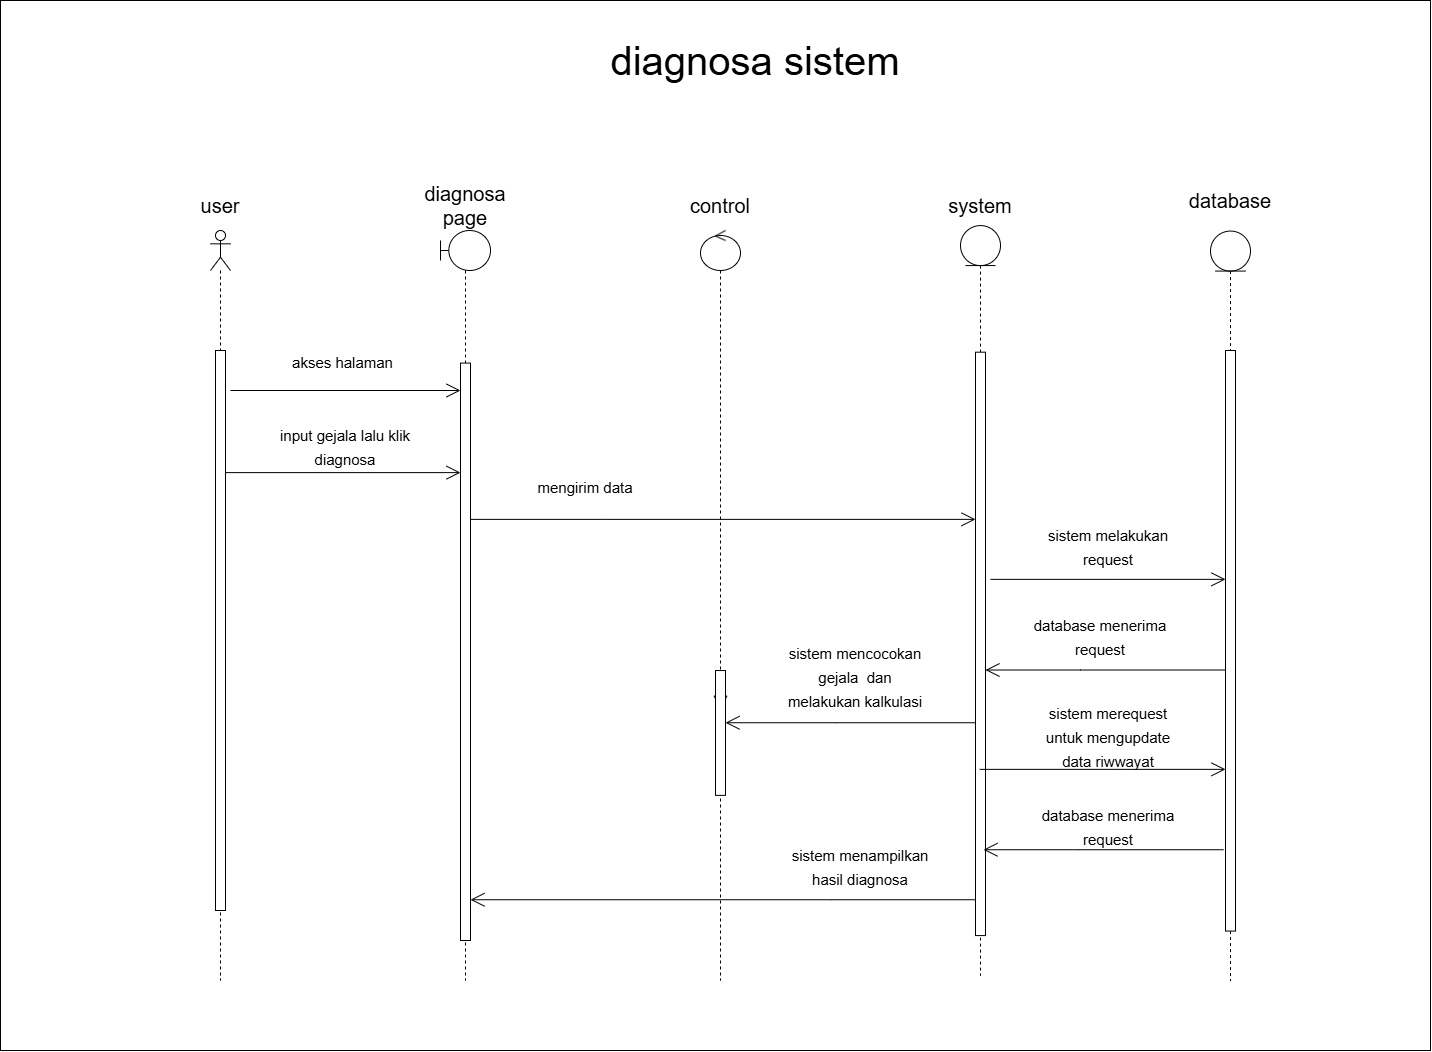 diagnosa sistem
user
diagnosa
page
control
system
database
akses halaman
input gejala lalu klik
diagnosa
mengirim data
sistem melakukan
request
database menerima
request
sistem mencocokan
gejala  dan
melakukan kalkulasi
sistem merequest
untuk mengupdate
data riwwayat
database menerima
request
sistem menampilkan
hasil diagnosa